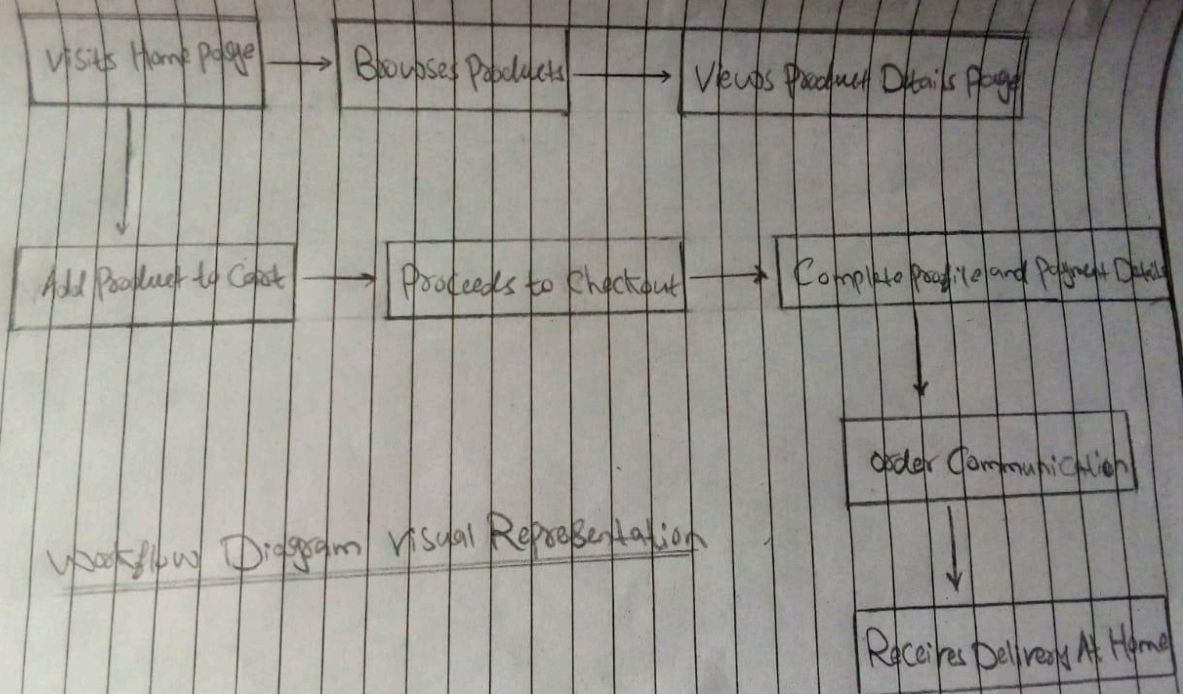 Visits Home page
Browses Products
Veiws Product Details page
Add Product to Cart
Proceeds to Checkout
Complete profile and Payment Details
order Communication
Workflow Diagram visual Representation
Receives Delivery At Home